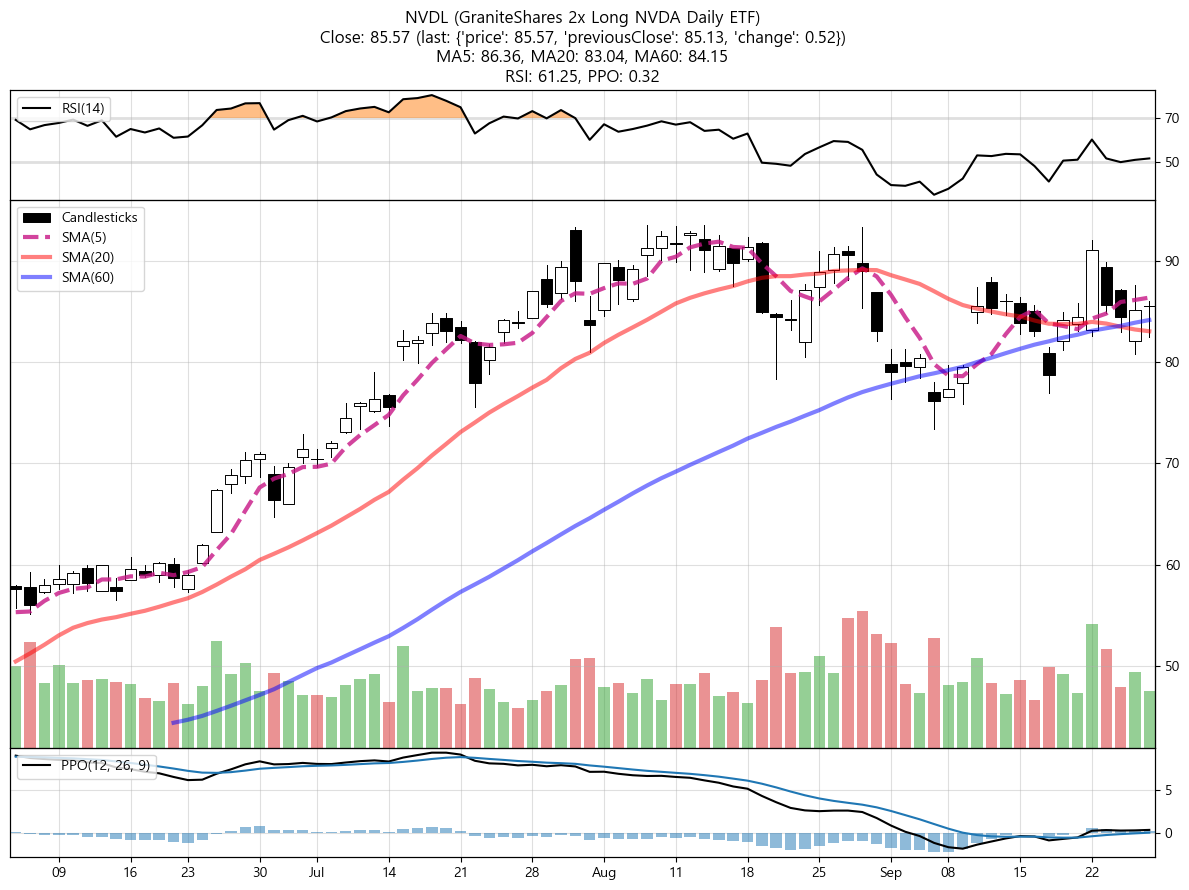 NVDL (GraniteShares 2x Long NVDA Daily ETF)
Close: 85.57 (last: {'price': 85.57, 'previousClose': 85.13, 'change': 0.52})
MA5: 86.36, MA20: 83.04, MA60: 84.15
RSI: 61.25, PPO: 0.32
RSI(14)
70
50
Candlesticks
SMA(5)
SMA(20)
SMA(60)
90
80
70
60
50
PPO(12, 26, 9)
5
0
09 16 23 30 Jul 14 21 28 Aug 11 18 25 Sep 08 15 22